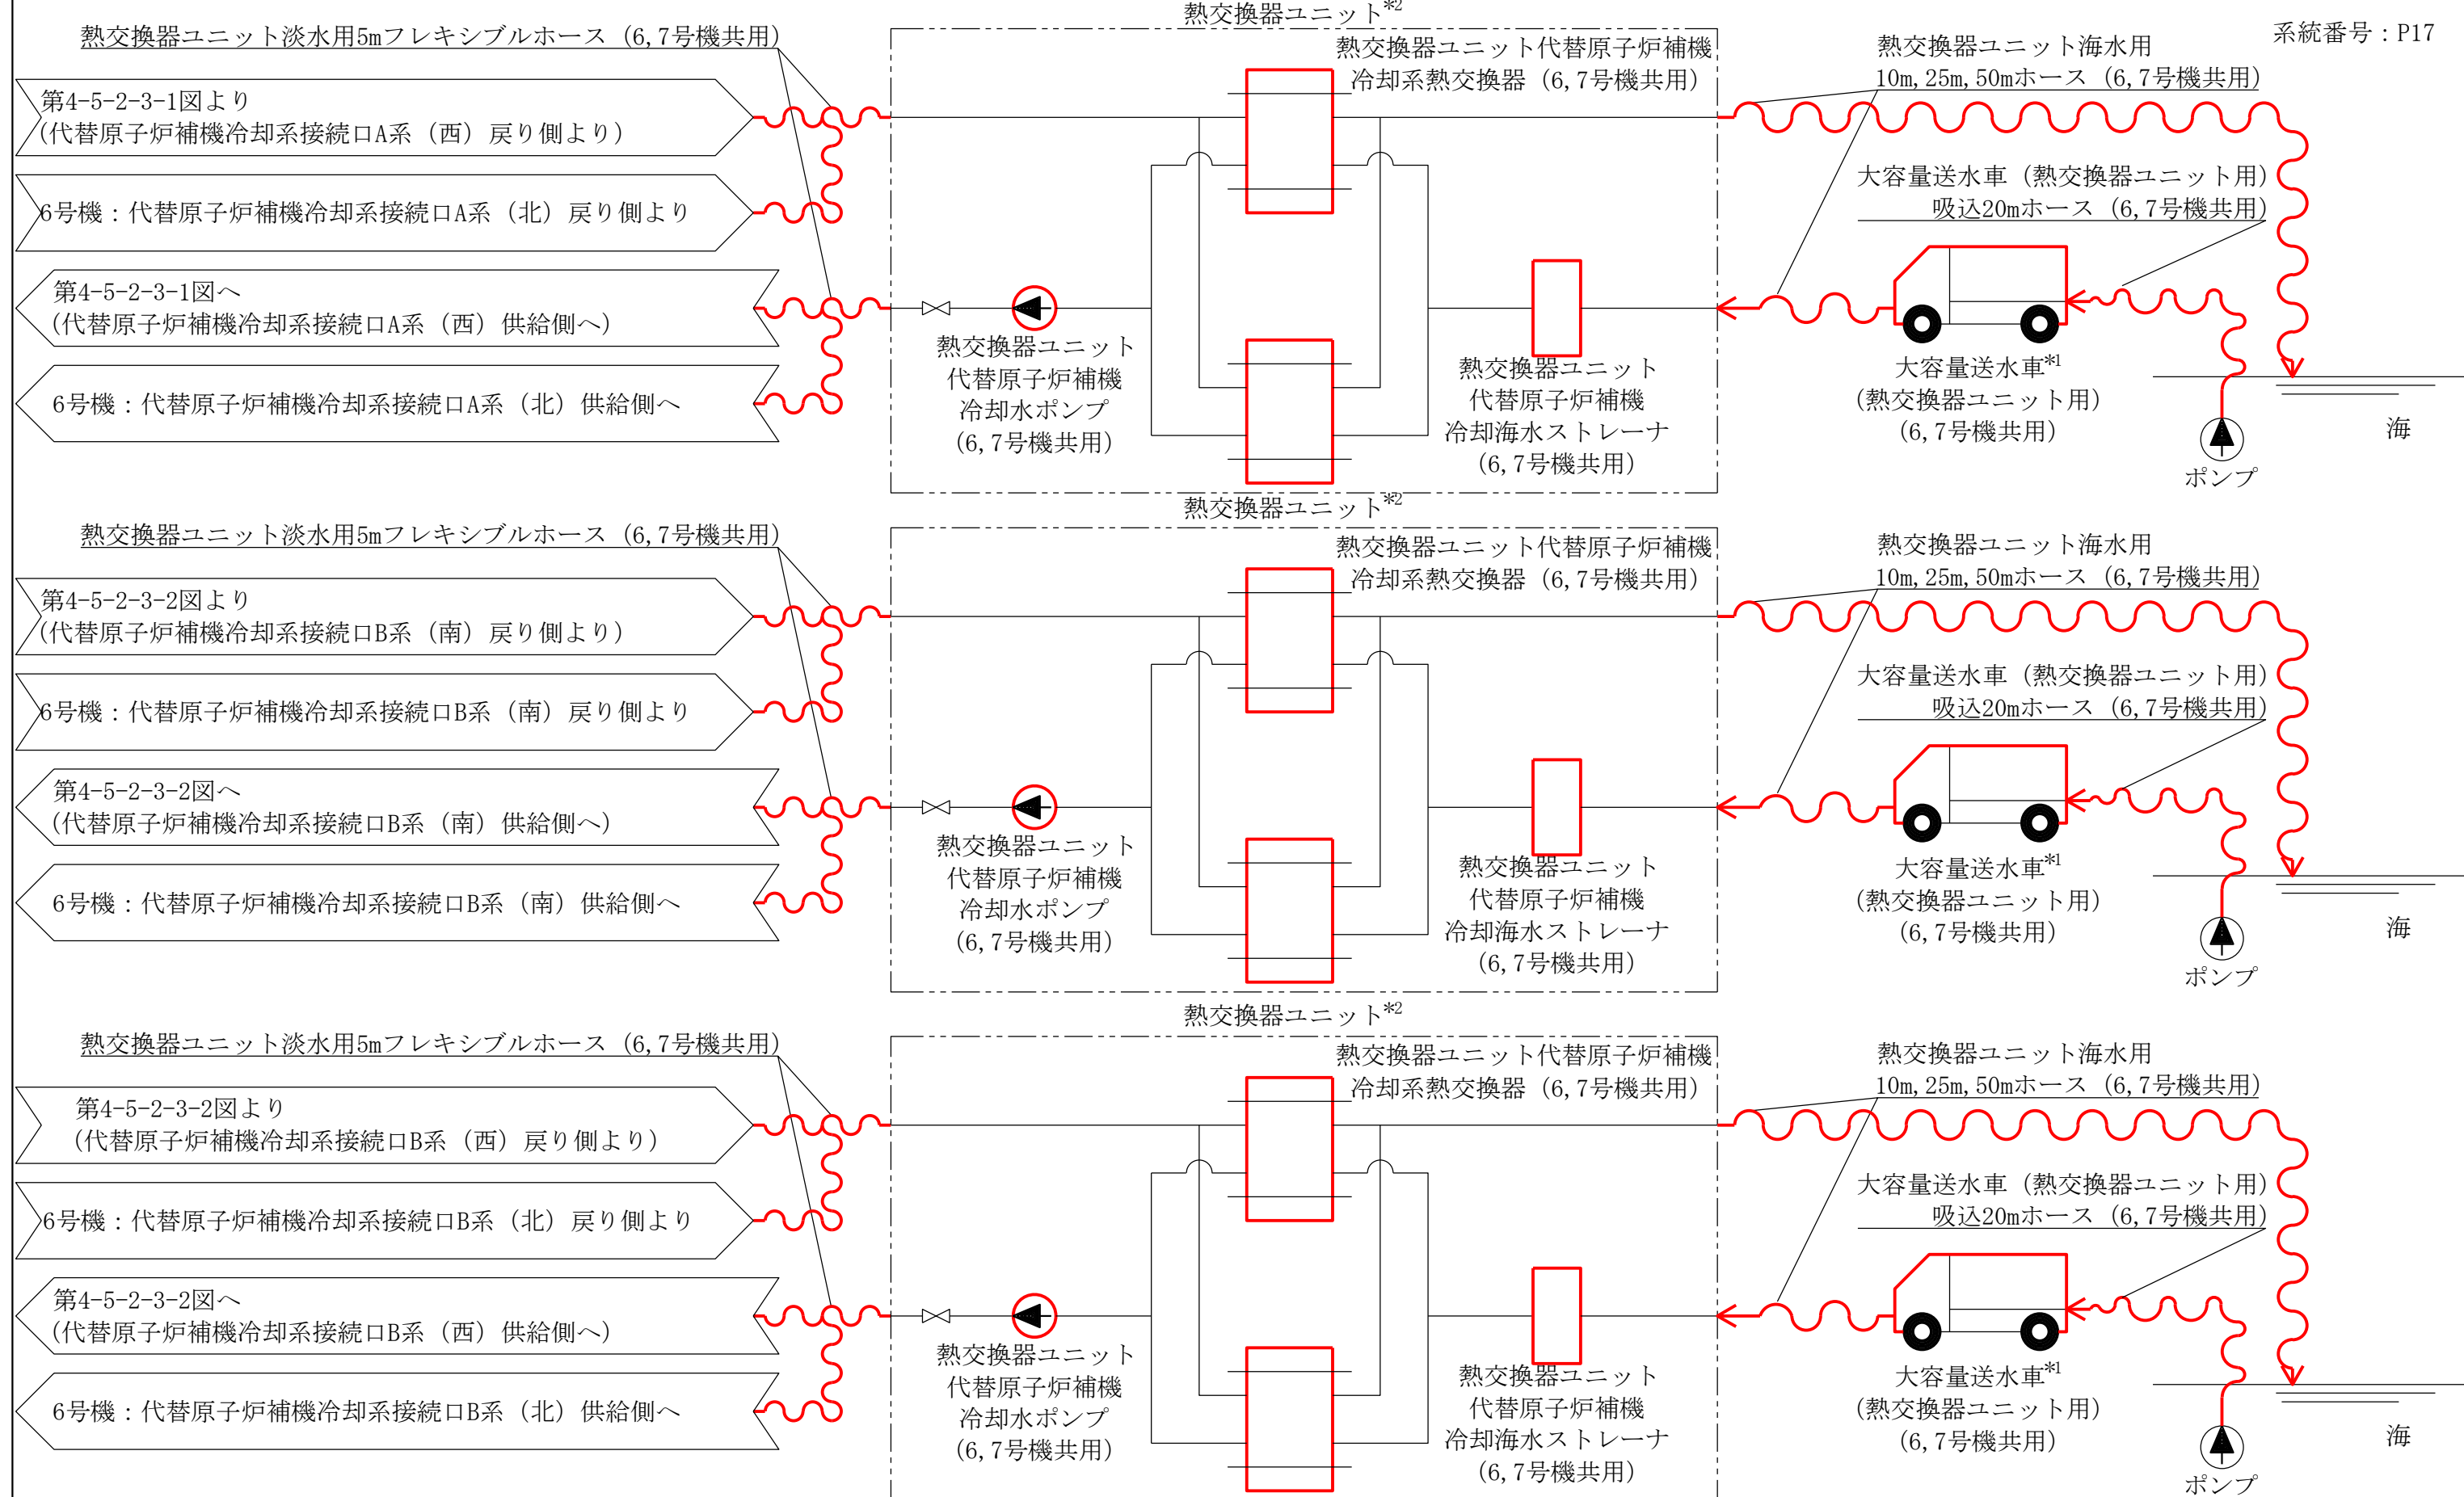 系統番号：P17
熱交換器ユニット*2
熱交換器ユニット淡水用5mフレキシブルホース（6,7号機共用）
第4-5-2-3-1図より
（代替原子炉補機冷却系接続口A系（西）戻り側より）
6号機：代替原子炉補機冷却系接続口A系（北）戻り側より
第4-5-2-3-1図へ
（代替原子炉補機冷却系接続口A系（西）供給側へ）
6号機：代替原子炉補機冷却系接続口A系（北）供給側へ
熱交換器ユニット
代替原子炉補機
冷却水ポンプ
（6,7号機共用）
熱交換器ユニット代替原子炉補機
冷却系熱交換器（6,7号機共用）
熱交換器ユニット
代替原子炉補機
冷却海水ストレーナ
（6,7号機共用）
熱交換器ユニット海水用
10m,25m,50mホース（6,7号機共用）
大容量送水車（熱交換器ユニット用）
吸込20mホース（6,7号機共用）
大容量送水車*1
（熱交換器ユニット用）
（6,7号機共用）
ポンプ
海
熱交換器ユニット*2
熱交換器ユニット淡水用5mフレキシブルホース（6,7号機共用）
第4-5-2-3-2図より
（代替原子炉補機冷却系接続口B系（南）戻り側より）
6号機：代替原子炉補機冷却系接続口B系（南）戻り側より
第4-5-2-3-2図へ
（代替原子炉補機冷却系接続口B系（南）供給側へ）
6号機：代替原子炉補機冷却系接続口B系（南）供給側へ
熱交換器ユニット
代替原子炉補機
冷却水ポンプ
（6,7号機共用）
熱交換器ユニット代替原子炉補機
冷却系熱交換器（6,7号機共用）
熱交換器ユニット
代替原子炉補機
冷却海水ストレーナ
（6,7号機共用）
熱交換器ユニット海水用
10m,25m,50mホース（6,7号機共用）
大容量送水車（熱交換器ユニット用）
吸込20mホース（6,7号機共用）
大容量送水車*1
（熱交換器ユニット用）
（6,7号機共用）
ポンプ
海
熱交換器ユニット*2
熱交換器ユニット淡水用5mフレキシブルホース（6,7号機共用）
第4-5-2-3-2図より
（代替原子炉補機冷却系接続口B系（西）戻り側より）
6号機：代替原子炉補機冷却系接続口B系（北）戻り側より
第4-5-2-3-2図へ
（代替原子炉補機冷却系接続口B系（西）供給側へ）
6号機：代替原子炉補機冷却系接続口B系（北）供給側へ
熱交換器ユニット
代替原子炉補機
冷却水ポンプ
（6,7号機共用）
熱交換器ユニット代替原子炉補機
冷却系熱交換器（6,7号機共用）
熱交換器ユニット
代替原子炉補機
冷却海水ストレーナ
（6,7号機共用）
熱交換器ユニット海水用
10m,25m,50mホース（6,7号機共用）
大容量送水車（熱交換器ユニット用）
吸込20mホース（6,7号機共用）
大容量送水車*1
（熱交換器ユニット用）
（6,7号機共用）
ポンプ
海